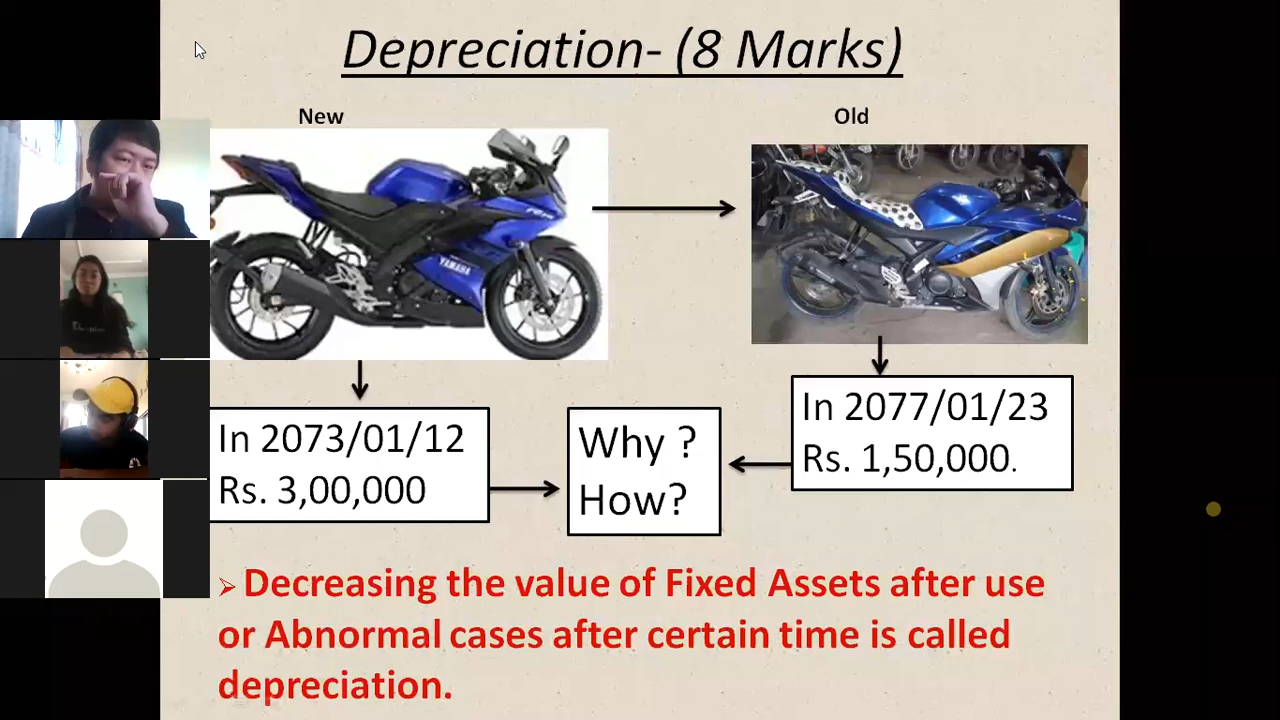 Depreciation- (8 Marks)
New
Old
YAMAHA
In 2073/01/12
Rs. 3,00,000
Why ?
How?
In 2077/01/23
Rs. 1,50,000.
Decreasing the value of Fixed Assets after use
or Abnormal cases after certain time is called
depreciation.